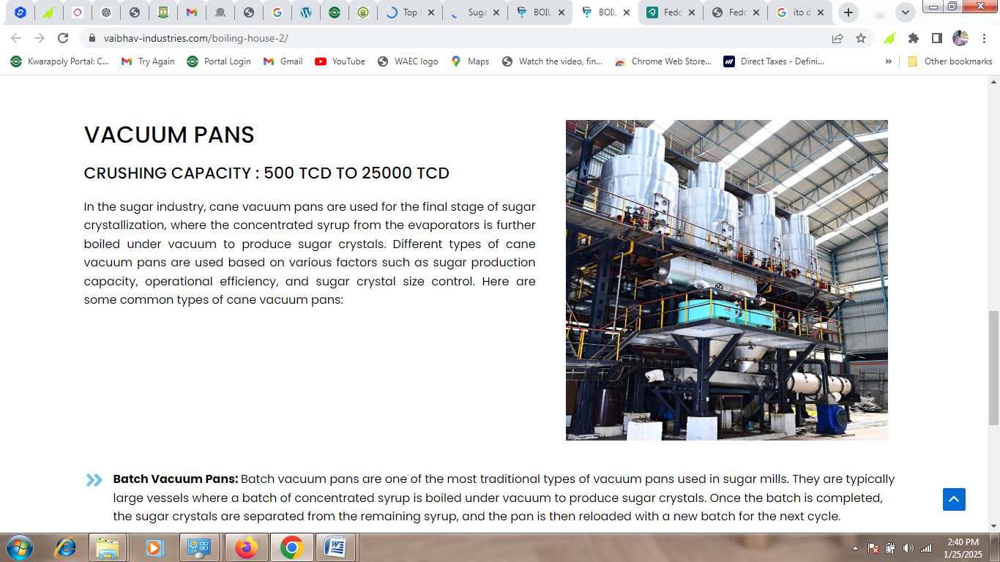 Top
Suga
BOIL
BOIL
Fedc
Fedc
ito d
vaibhav-industries.com/boiling-house-2/
Kwarapoly Portal: C...
Try Again
Portal Login
Gmail
YouTube
WAEC logo
Maps
Watch the video, fin...
Chrome Web Store...
Direct Taxes - Defini...
»
Other bookmarks
VACUUM PANS
CRUSHING CAPACITY : 500 TCD TO 25000 TCD
In the sugar industry, cane vacuum pans are used for the final stage of sugar
crystallization, where the concentrated syrup from the evaporators is further
boiled under vacuum to produce sugar crystals. Different types of cane
vacuum pans are used based on various factors such as sugar production
capacity, operational efficiency, and sugar crystal size control. Here are
some common types of cane vacuum pans:
Batch Vacuum Pans: Batch vacuum pans are one of the most traditional types of vacuum pans used in sugar mills. They are typically
large vessels where a batch of concentrated syrup is boiled under vacuum to produce sugar crystals. Once the batch is completed,
the sugar crystals are separated from the remaining syrup, and the pan is then reloaded with a new batch for the next cycle.
2:40 PM
1/25/2025